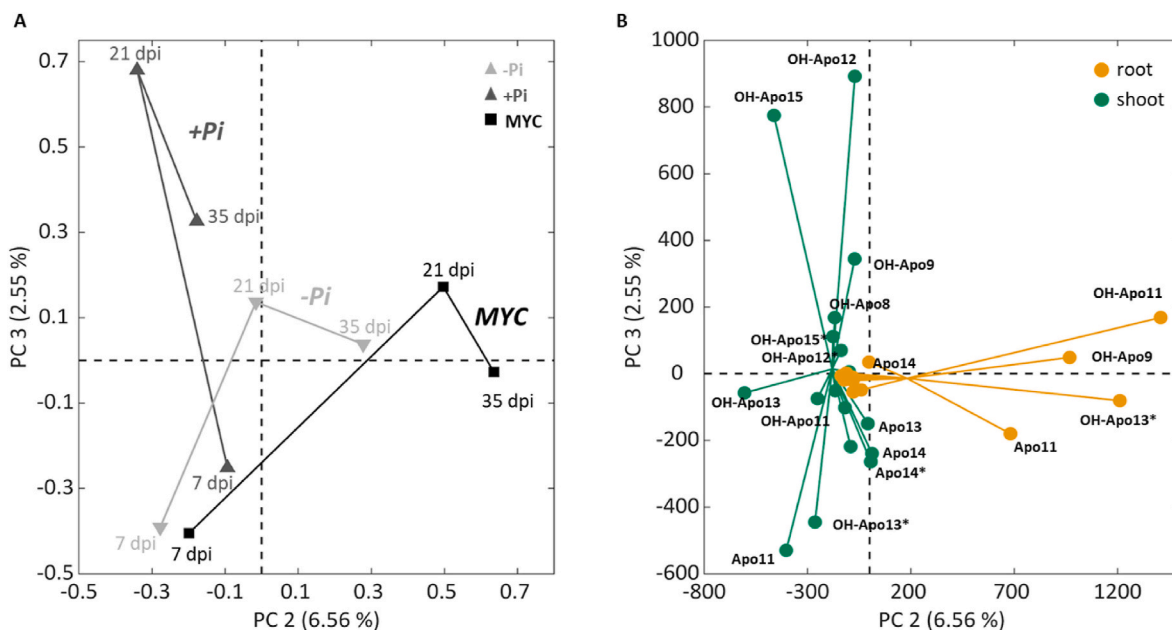 A
0.7
0.5
0.3
0.1
-0.1
0.3
-0.5
PC 3 (2.55 %)
-0.5
-0.3
-0.1
0.1
0.3
0.5
0.7
PC 2 (6.56 %)
21 dpi
+Pi
35 dpi
7 dpi
21 dpi
-Pi
35 dpi
7 dpi
21 dpi
MYC
35 dpi
7 dpi
-Pi
+Pi
MYC
B
1000
800
600
400
200
0
-200
-400
-600
PC 3 (2.55 %)
-800
-300
200
700
1200
PC 2 (6.56 %)
root
shoot
OH-Apo12
OH-Apo15
OH-Apo9
OH-Apo8
OH-Apo15*
OH-Apo12*
Apo14
OH-Apo13
OH-Apo11
Apo13
Apo14
Apo14*
OH-Apo13*
Apo11
OH-Apo11
OH-Apo9
OH-Apo13*
Apo11